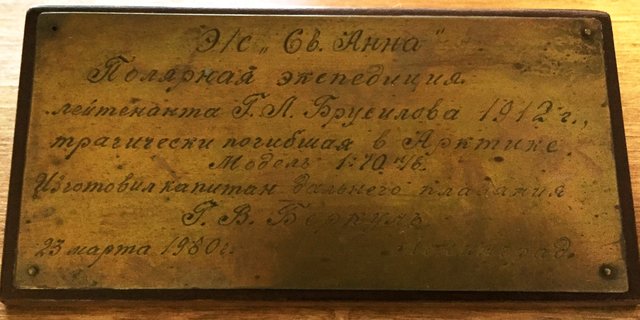 Э/с „Св. Анна“
Полярная экспедиция
лейтенанта Г. Л. Брусилова 1912 г.,
трагически погибшая в Арктике.
Модель 1:70 н/в.
Изготовил капитан дальнего плавания
Г. В.
23 марта 1980 г. Ленинград.